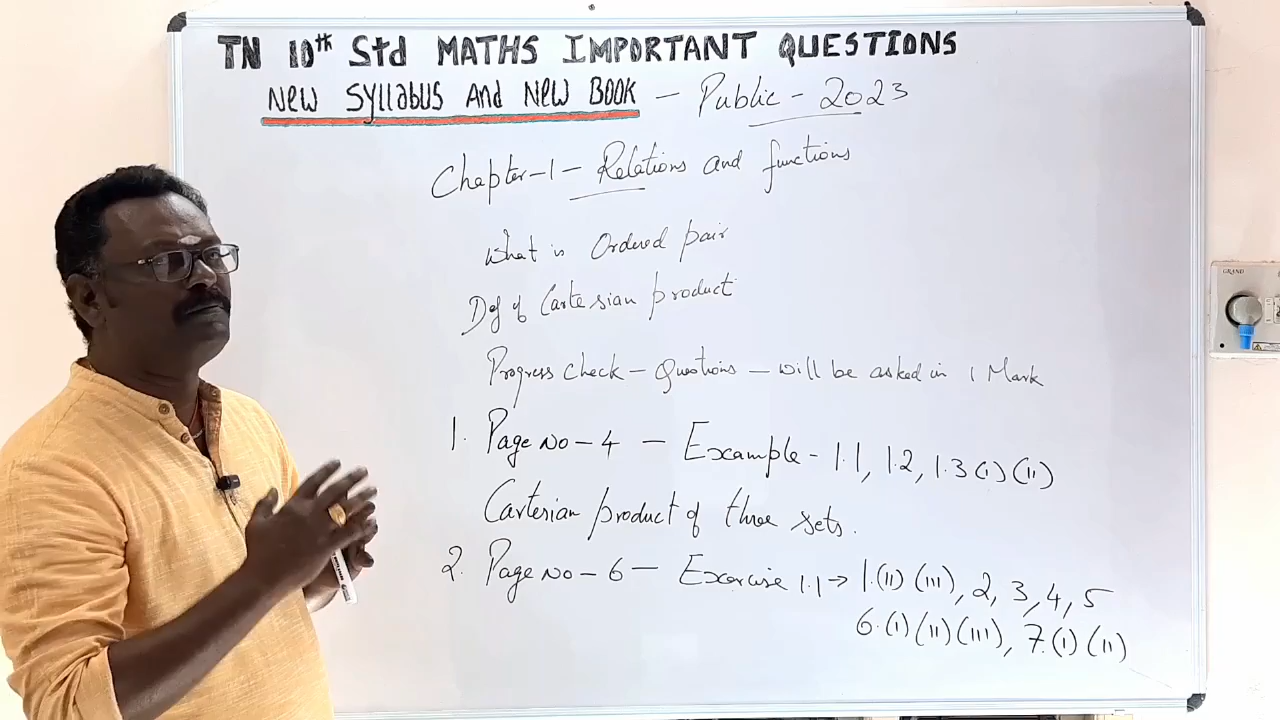 TN 10th Std MATHS IMPORTANT QUESTIONS
New Syllabus And New Book - Public - 2023
Chapter-1 - Relations and functions
What is Ordered pair
Def of Cartesian product
Progress check - Questions - will be asked in 1 Mark
1. Page No - 4 - Example - 1.1, 1.2, 1.3 (i) (ii)
Cartesian product of three sets.
2. Page No - 6 - Exercise 1.1 → 1.(ii) (iii), 2, 3, 4, 5
6.(i) (ii) (iii), 7.(i) (ii)
GRAND